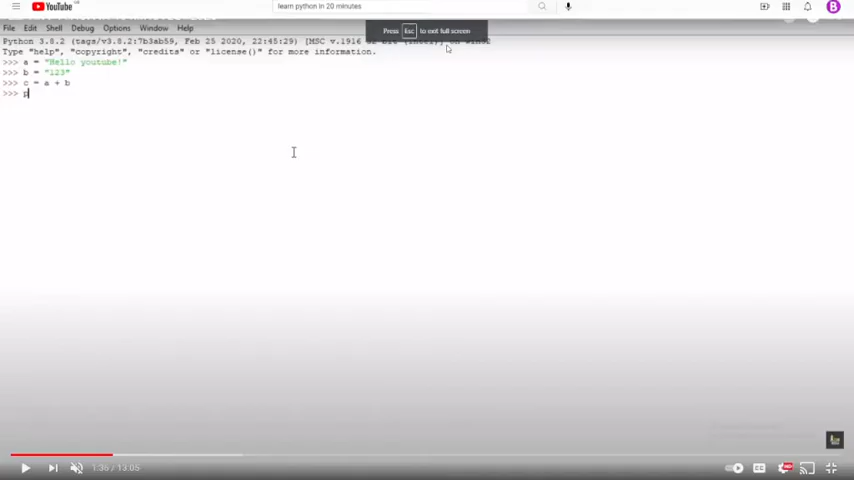 YouTube
learn python in 20 minutes
Press Esc to exit full screen
File Edit Shell Debug Options Window Help
Python 3.8.2 (tags/v3.8.2:7b3ab59, Feb 25 2020, 22:45:29) [MSC v.1916
Type "help", "copyright", "credits" or "license()" for more information.
>>> a = "Hello youtube!"
>>> b = "123"
>>> c = a + b
>>> p
1:36 / 13:05